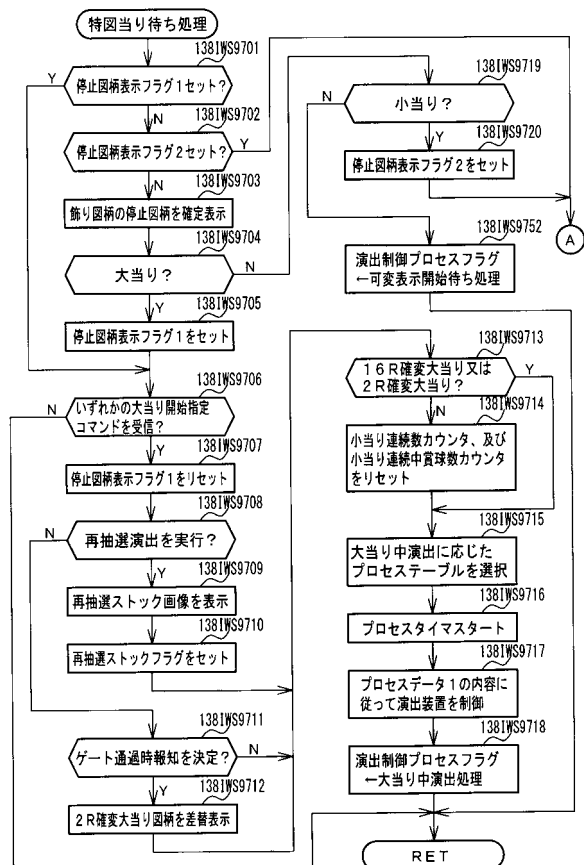 特図当り待ち処理
138IWS9701
停止図柄表示フラグ1セット?
Y
N
138IWS9702
停止図柄表示フラグ2セット?
Y
N
138IWS9703
飾り図柄の停止図柄を確定表示
138IWS9704
大当り?
N
Y
138IWS9705
停止図柄表示フラグ1をセット
138IWS9706
いずれかの大当り開始指定
コマンドを受信?
N
Y
138IWS9707
停止図柄表示フラグ1をリセット
138IWS9708
再抽選演出を実行?
N
Y
138IWS9709
再抽選ストック画像を表示
138IWS9710
再抽選ストックフラグをセット
138IWS9711
ゲート通過時報知を決定?
N
Y
138IWS9712
2R確変大当り図柄を差替表示
138IWS9719
小当り?
N
Y
138IWS9720
停止図柄表示フラグ2をセット
A
138IWS9752
演出制御プロセスフラグ
←可変表示開始待ち処理
138IWS9713
16R確変大当り又は
2R確変大当り?
Y
N
138IWS9714
小当り連続数カウンタ、及び
小当り連続中賞球数カウンタ
をリセット
138IWS9715
大当り中演出に応じた
プロセステーブルを選択
138IWS9716
プロセスタイマスタート
138IWS9717
プロセスデータ1の内容に
従って演出装置を制御
138IWS9718
演出制御プロセスフラグ
←大当り中演出処理
RET